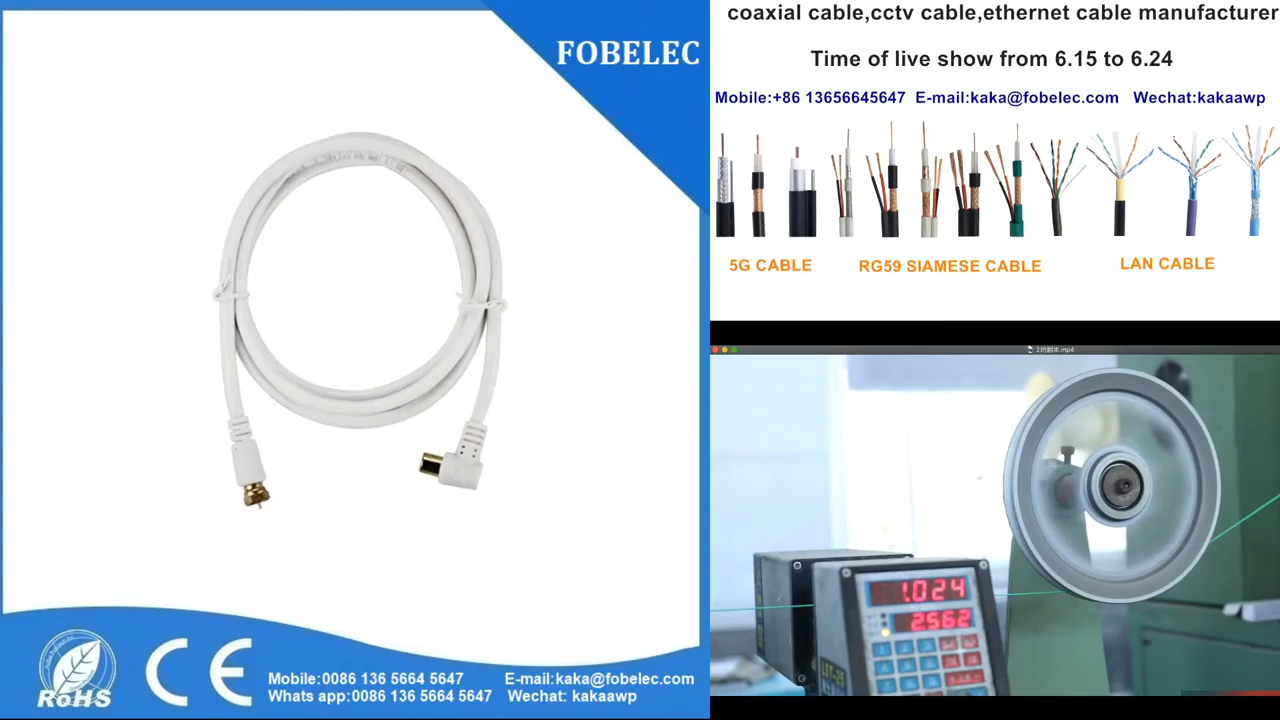 FOBELEC
RoHS
CE
Mobile:0086 136 5664 5647 E-mail:kaka@fobelec.com
Whats app:0086 136 5664 5647 Wechat: kakaawp
coaxial cable,cctv cable,ethernet cable manufacturer
Time of live show from 6.15 to 6.24
Mobile:+86 13656645647 E-mail:kaka@fobelec.com Wechat:kakaawp
5G CABLE
RG59 SIAMESE CABLE
LAN CABLE
1.024
2562